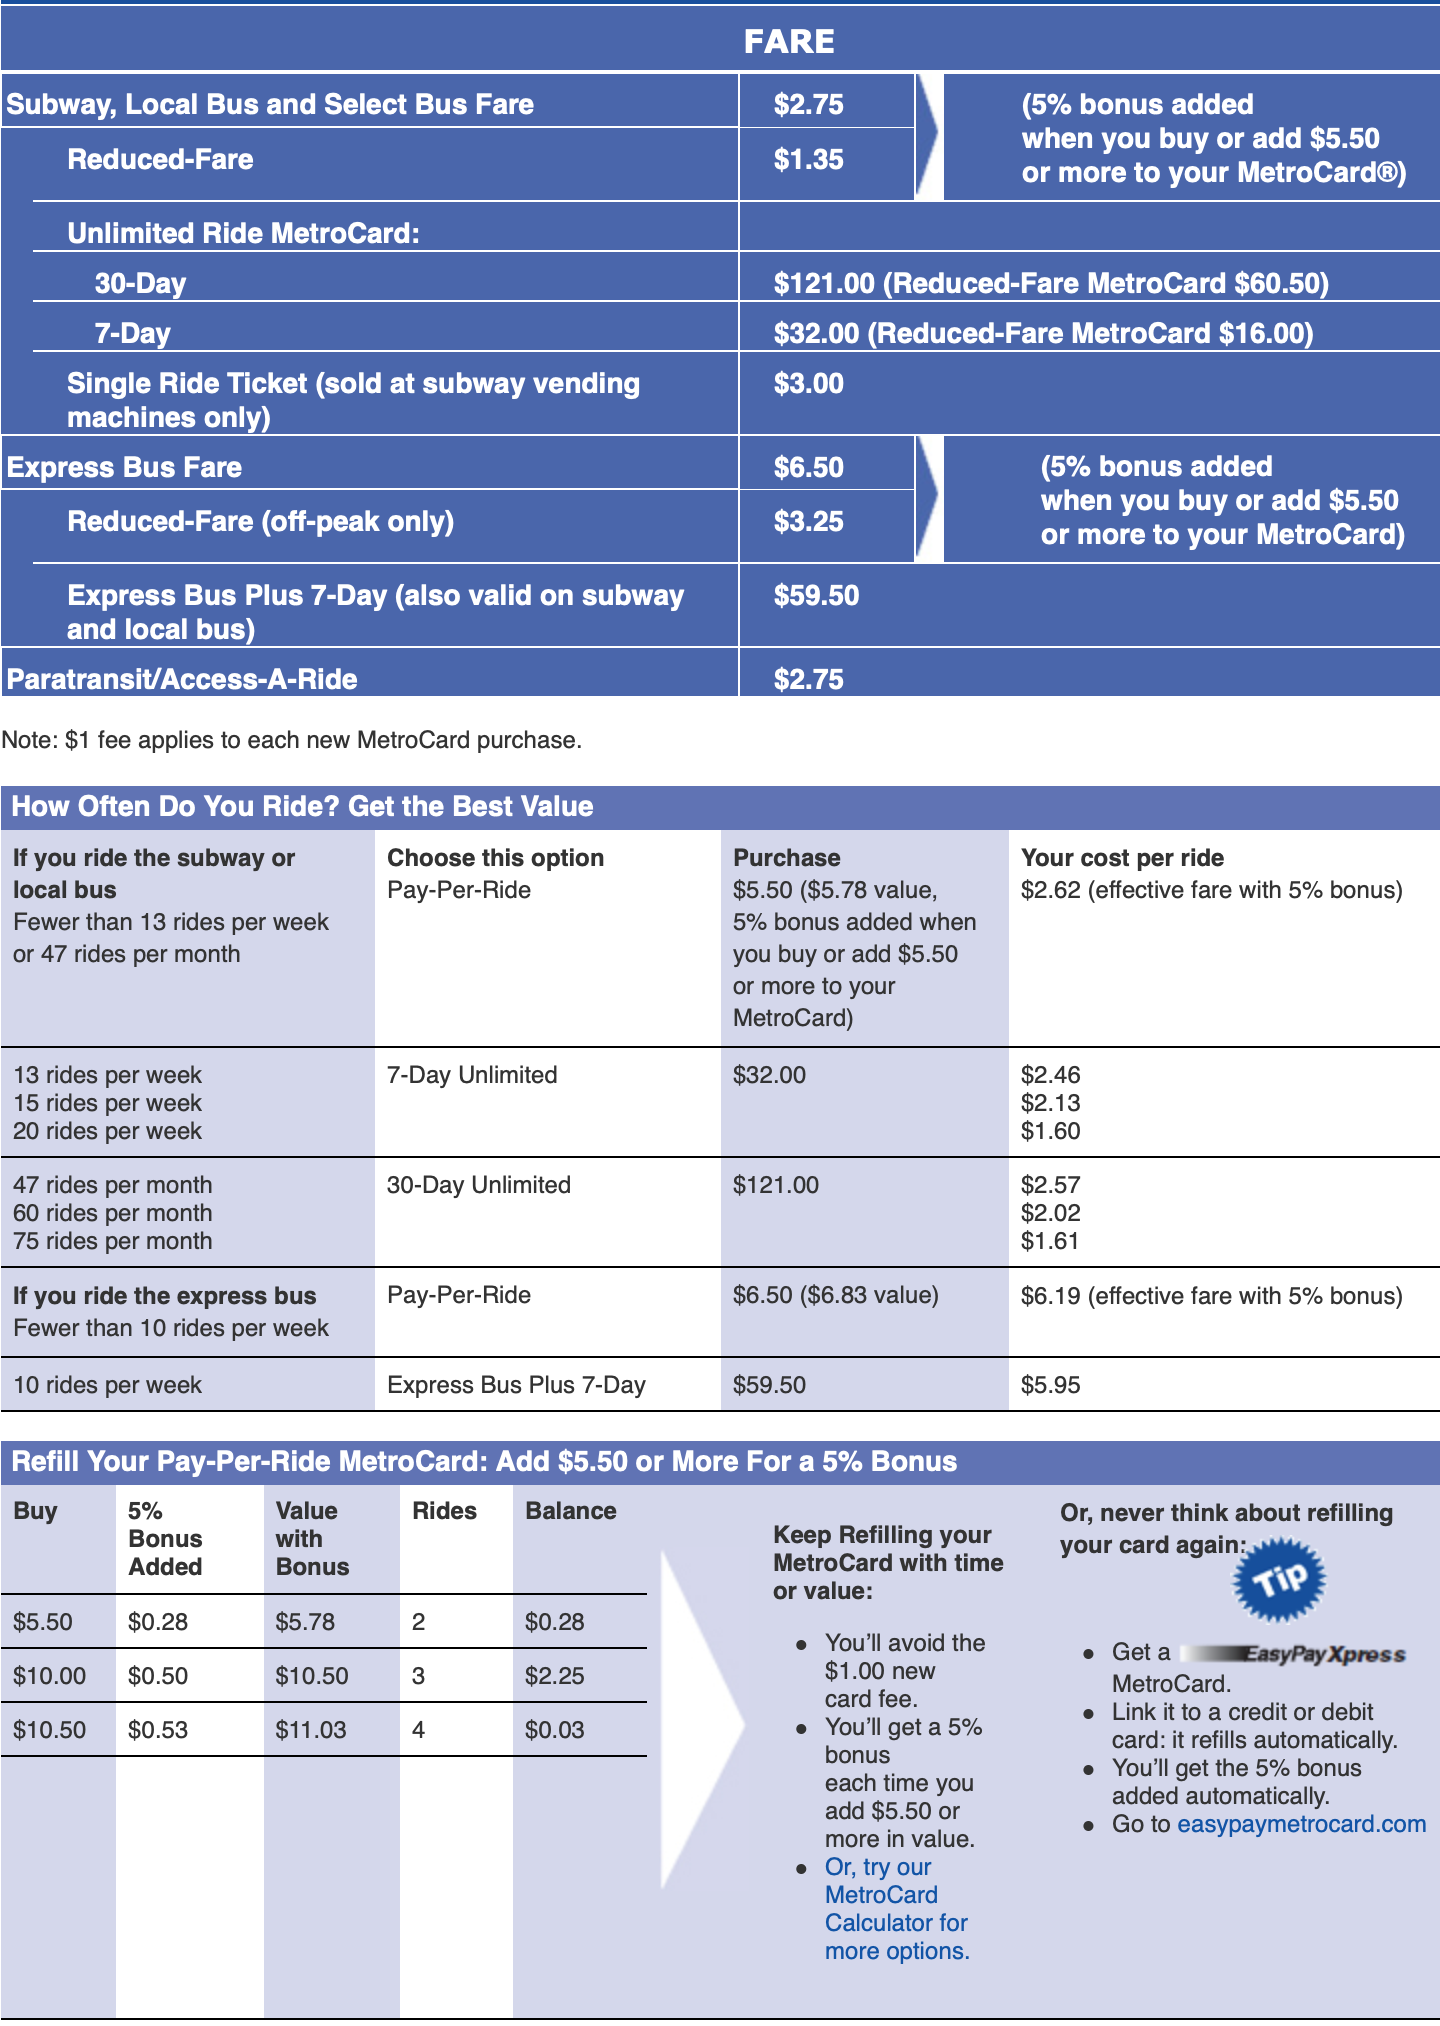 FARE
Subway, Local Bus and Select Bus Fare
$2.75
(5% bonus added
when you buy or add $5.50
or more to your MetroCard®)
Reduced-Fare
$1.35
Unlimited Ride MetroCard:
30-Day
$121.00 (Reduced-Fare MetroCard $60.50)
7-Day
$32.00 (Reduced-Fare MetroCard $16.00)
Single Ride Ticket (sold at subway vending
machines only)
$3.00
Express Bus Fare
$6.50
(5% bonus added
when you buy or add $5.50
or more to your MetroCard)
Reduced-Fare (off-peak only)
$3.25
Express Bus Plus 7-Day (also valid on subway
and local bus)
$59.50
Paratransit/Access-A-Ride
$2.75
Note: $1 fee applies to each new MetroCard purchase.
How Often Do You Ride? Get the Best Value
If you ride the subway or
local bus
Fewer than 13 rides per week
or 47 rides per month
Choose this option
Pay-Per-Ride
Purchase
$5.50 ($5.78 value,
5% bonus added when
you buy or add $5.50
or more to your
MetroCard)
Your cost per ride
$2.62 (effective fare with 5% bonus)
13 rides per week
15 rides per week
20 rides per week
7-Day Unlimited
$32.00
$2.46
$2.13
$1.60
47 rides per month
60 rides per month
75 rides per month
30-Day Unlimited
$121.00
$2.57
$2.02
$1.61
If you ride the express bus
Fewer than 10 rides per week
Pay-Per-Ride
$6.50 ($6.83 value)
$6.19 (effective fare with 5% bonus)
10 rides per week
Express Bus Plus 7-Day
$59.50
$5.95
Refill Your Pay-Per-Ride MetroCard: Add $5.50 or More For a 5% Bonus
Buy
5%
Bonus
Added
Value
with
Bonus
Rides
Balance
$5.50
$0.28
$5.78
2
$0.28
$10.00
$0.50
$10.50
3
$2.25
$10.50
$0.53
$11.03
4
$0.03
Keep Refilling your
MetroCard with time
or value:
• You’ll avoid the
$1.00 new
card fee.
• You’ll get a 5%
bonus
each time you
add $5.50 or
more in value.
• Or, try our
MetroCard
Calculator for
more options.
Or, never think about refilling
your card again:
Tip
• Get a EasyPayXpress
MetroCard.
• Link it to a credit or debit
card: it refills automatically.
• You’ll get the 5% bonus
added automatically.
• Go to easypaymetrocard.com